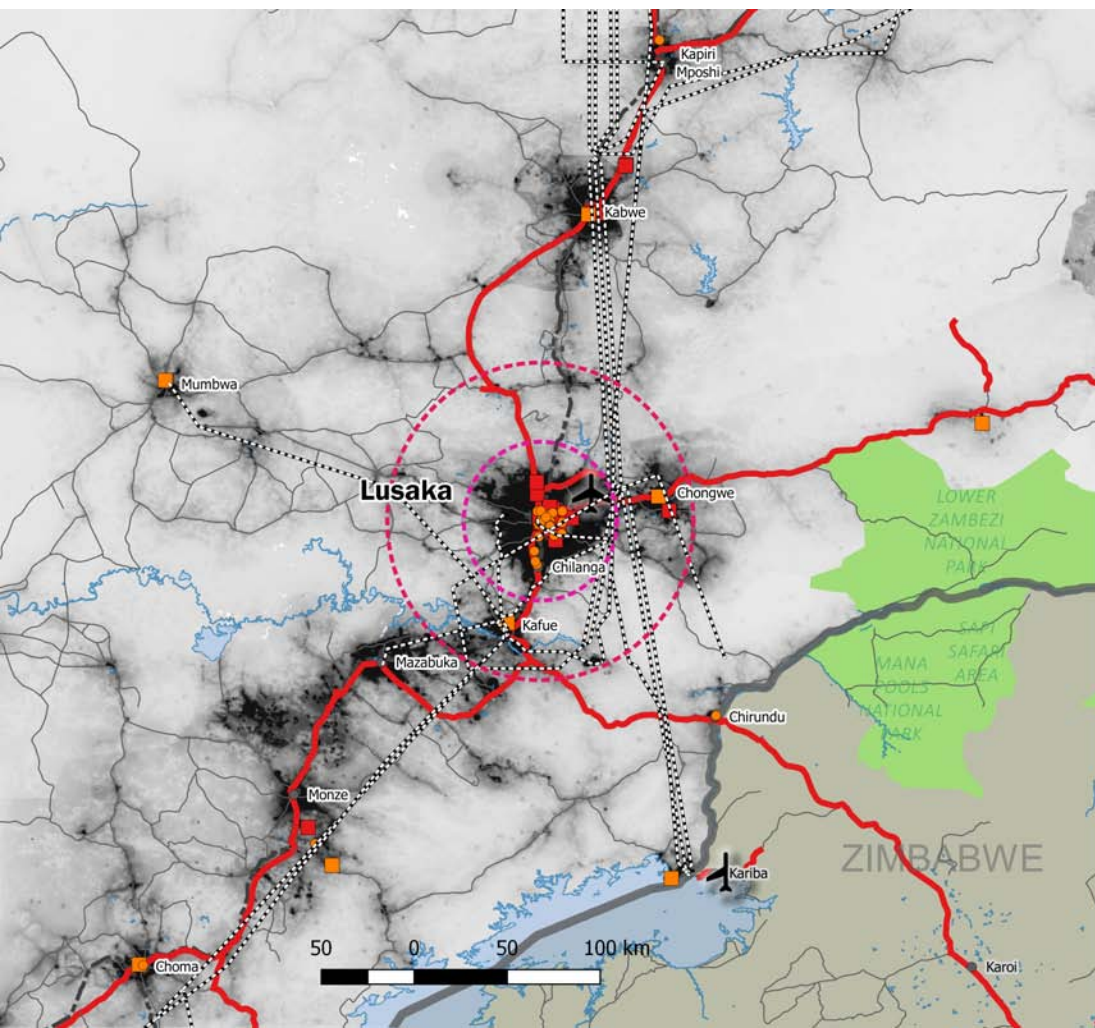 Kapiri
Mposhi
Kabwe
Mumbwa
Lusaka
Chongwe
LOWER
ZAMBEZI
NATIONAL
PARK
Chilanga
Kafue
SAPI
SAFARI
AREA
Mazabuka
MANA
POOLS
NATIONAL
PARK
Chirundu
Monze
ZIMBABWE
Kariba
50 0 50 100 km
Choma
Karoi